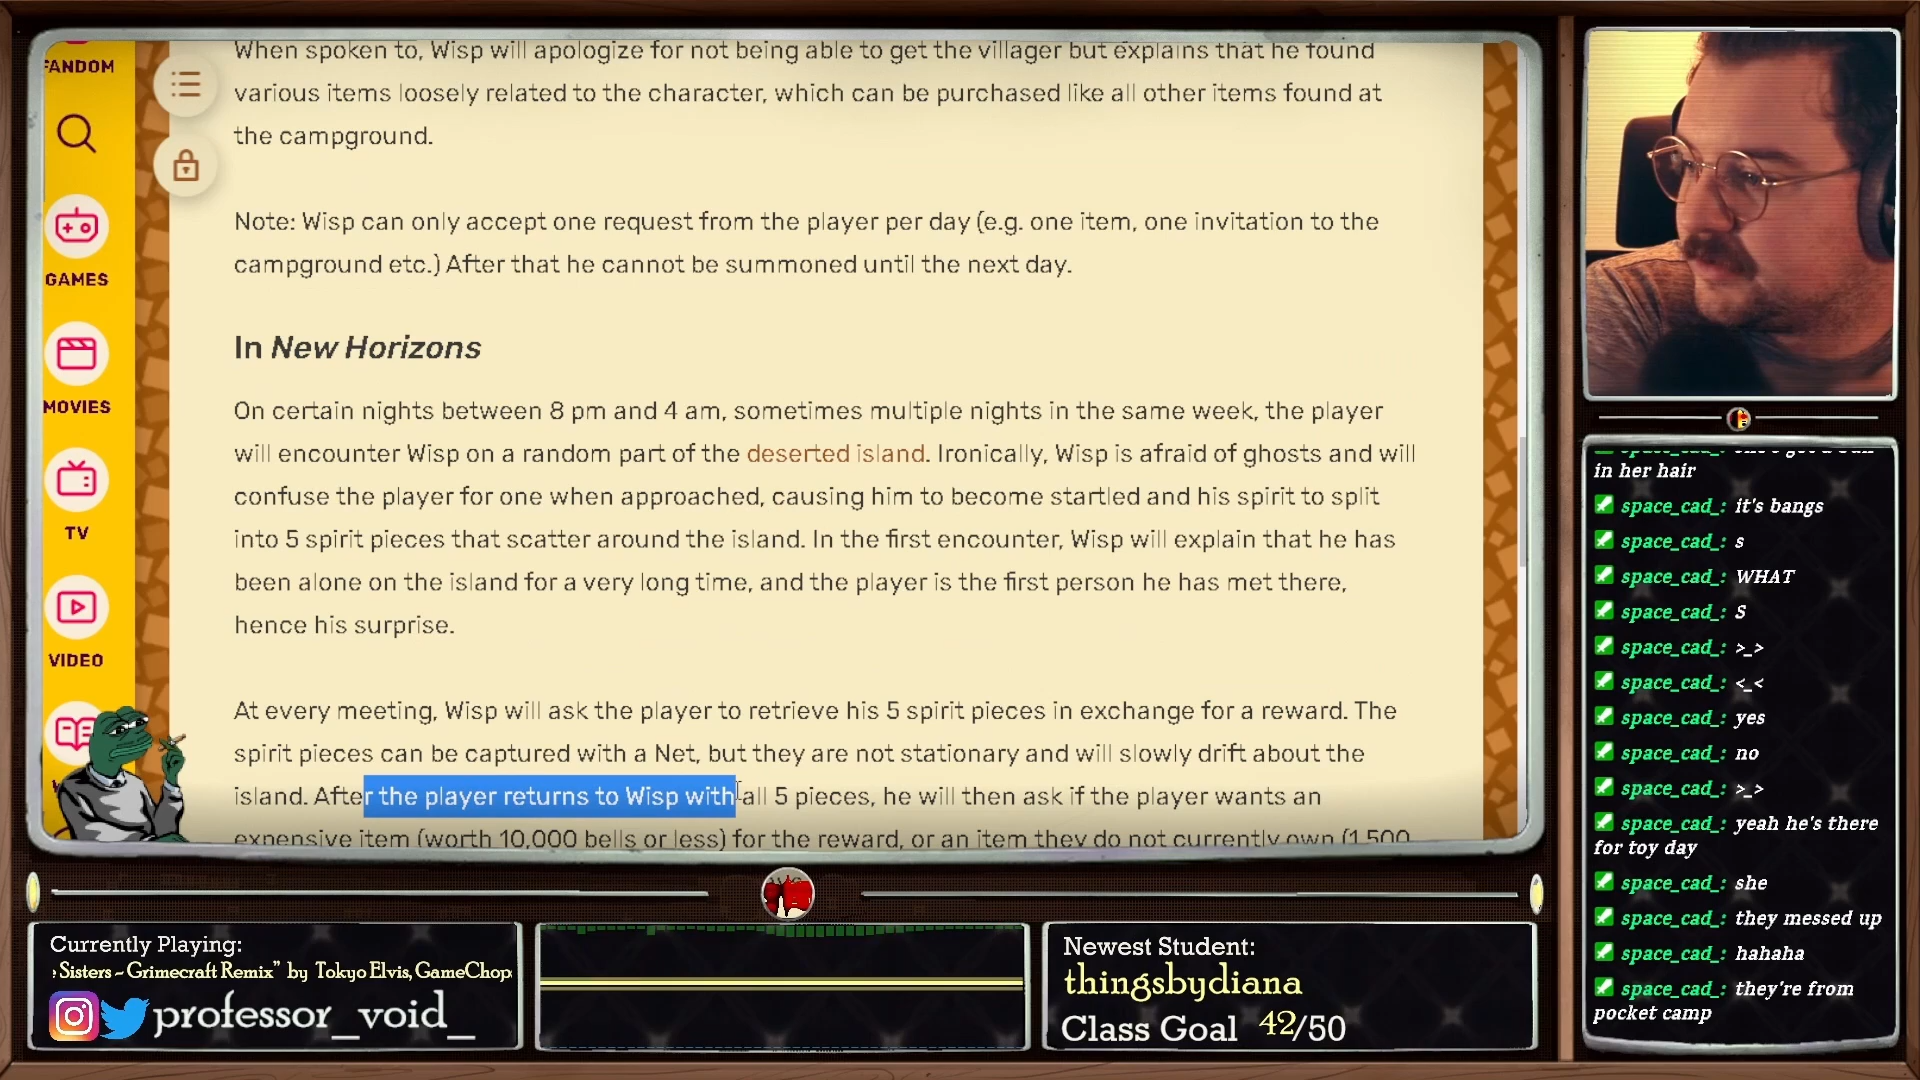 FANDOM
GAMES
MOVIES
TV
VIDEO
When spoken to, Wisp will apologize for not being able to get the villager but explains that he found
various items loosely related to the character, which can be purchased like all other items found at
the campground.
Note: Wisp can only accept one request from the player per day (e.g. one item, one invitation to the
campground etc.) After that he cannot be summoned until the next day.
In New Horizons
On certain nights between 8 pm and 4 am, sometimes multiple nights in the same week, the player
will encounter Wisp on a random part of the deserted island. Ironically, Wisp is afraid of ghosts and will
confuse the player for one when approached, causing him to become startled and his spirit to split
into 5 spirit pieces that scatter around the island. In the first encounter, Wisp will explain that he has
been alone on the island for a very long time, and the player is the first person he has met there,
hence his surprise.
At every meeting, Wisp will ask the player to retrieve his 5 spirit pieces in exchange for a reward. The
spirit pieces can be captured with a Net, but they are not stationary and will slowly drift about the
island. After the player returns to Wisp with all 5 pieces, he will then ask if the player wants an
expensive item (worth 10,000 bells or less) for the reward, or an item they do not currently own (1,500
in her hair
space_cad_: it's bangs
space_cad_: s
space_cad_: WHAT
space_cad_: S
space_cad_: >_>
space_cad_: <_<
space_cad_: yes
space_cad_: no
space_cad_: >_>
space_cad_: yeah he's there
for toy day
space_cad_: she
space_cad_: they messed up
space_cad_: hahaha
space_cad_: they're from
pocket camp
Currently Playing:
Sisters ~ Grimecraft Remix" by Tokyo Elvis, GameChop
professor_void_
Newest Student:
thingsbydiana
Class Goal 42/50